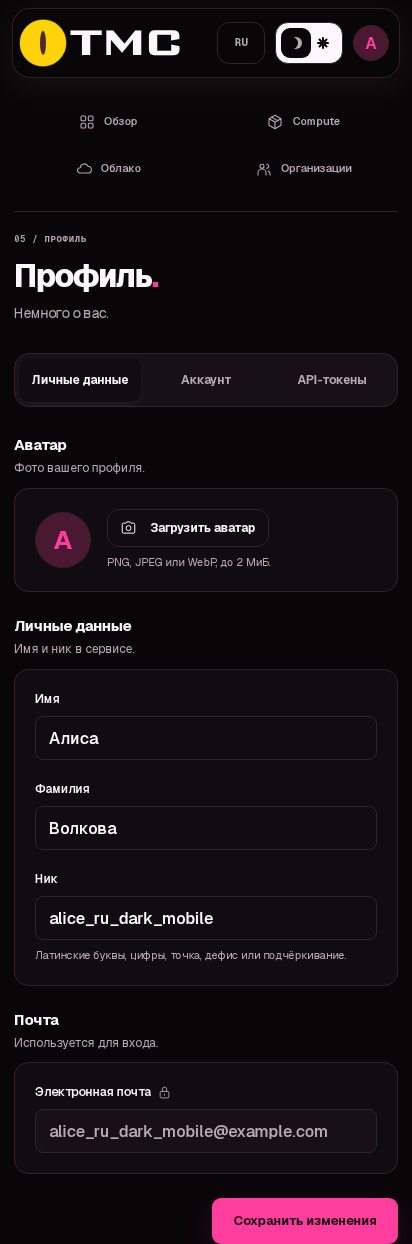 TMC
RU
A
Обзор
Compute
Облако
Организации
05 / ПРОФИЛЬ
Профиль.
Немного о вас.
Личные данные
Аккаунт
API-токены
Аватар
Фото вашего профиля.
A
Загрузить аватар
PNG, JPEG или WebP, до 2 МиБ.
Личные данные
Имя и ник в сервисе.
Имя
Алиса
Фамилия
Волкова
Ник
alice_ru_dark_mobile
Латинские буквы, цифры, точка, дефис или подчёркивание.
Почта
Используется для входа.
Электронная почта
alice_ru_dark_mobile@example.com
Сохранить изменения